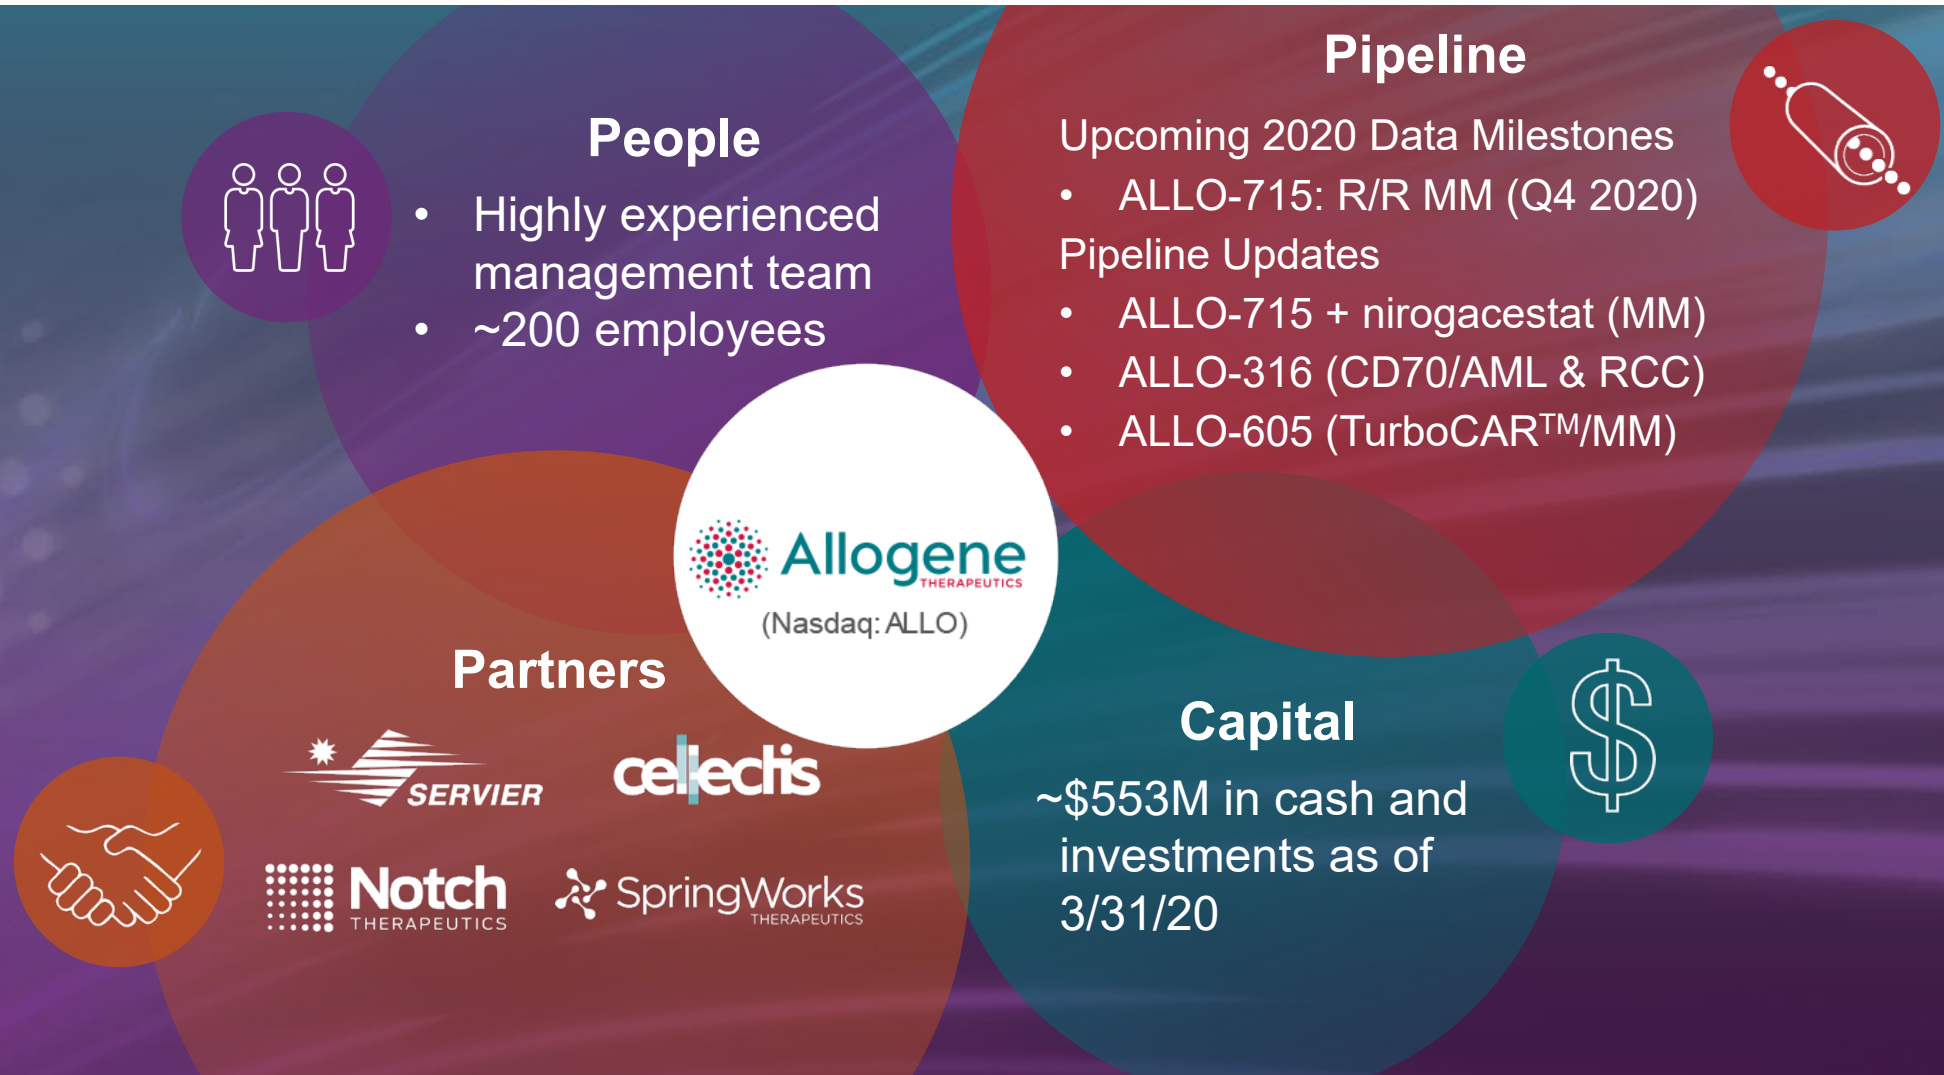 People
• Highly experienced
management team
• ~200 employees
Pipeline
Upcoming 2020 Data Milestones
• ALLO-715: R/R MM (Q4 2020)
Pipeline Updates
• ALLO-715 + nirogacestat (MM)
• ALLO-316 (CD70/AML & RCC)
• ALLO-605 (TurboCAR™/MM)
Allogene
THERAPEUTICS
(Nasdaq: ALLO)
Partners
SERVIER
cellectis
Notch
THERAPEUTICS
SpringWorks
THERAPEUTICS
Capital
~$553M in cash and
investments as of
3/31/20